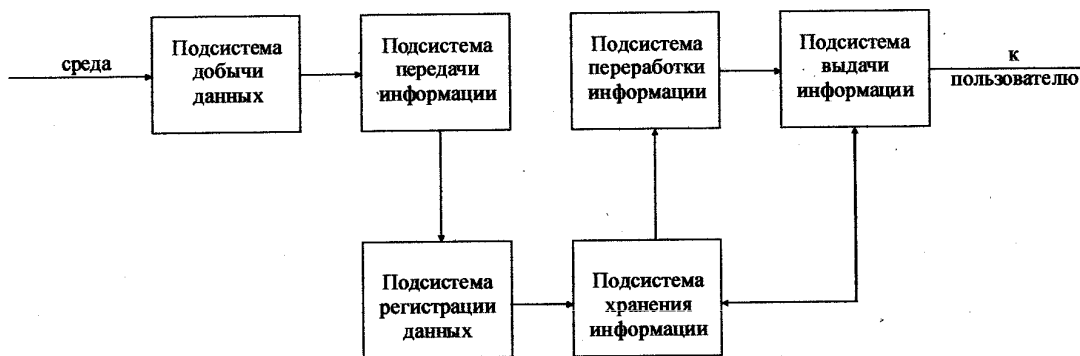 среда
Подсистема
добычи
данных
Подсистема
передачи
информации
Подсистема
переработки
информации
Подсистема
выдачи
информации
к
пользователю
Подсистема
регистрации
данных
Подсистема
хранения
информации